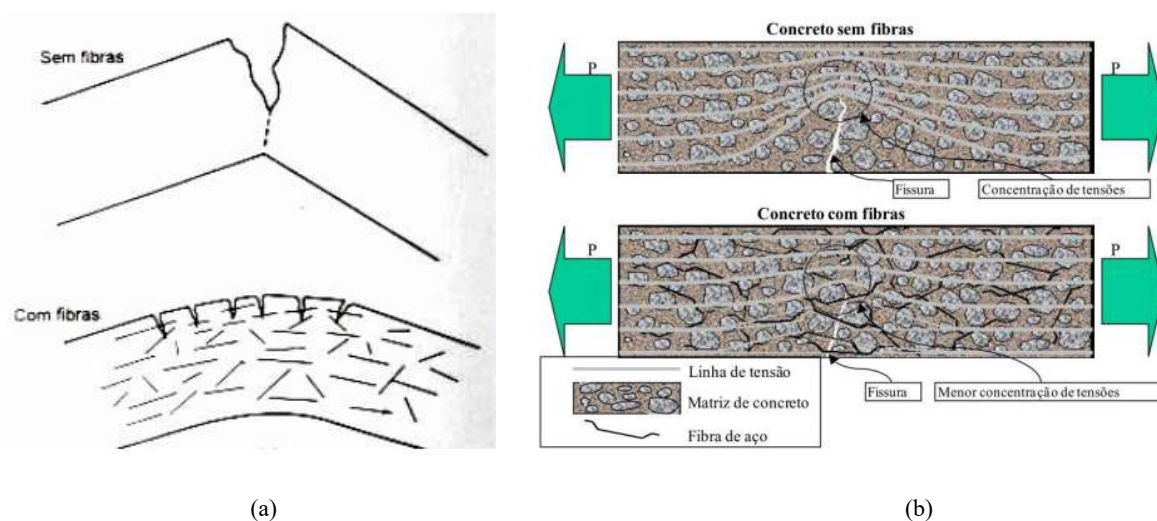 Sem fibras
Com fibras
Concreto sem fibras
P
P
Fissura
Concentração de tensões
Concreto com fibras
P
P
Linha de tensão
Matriz de concreto
Fibra de aço
Fissura
Menor concentração de tensões
(a)
(b)